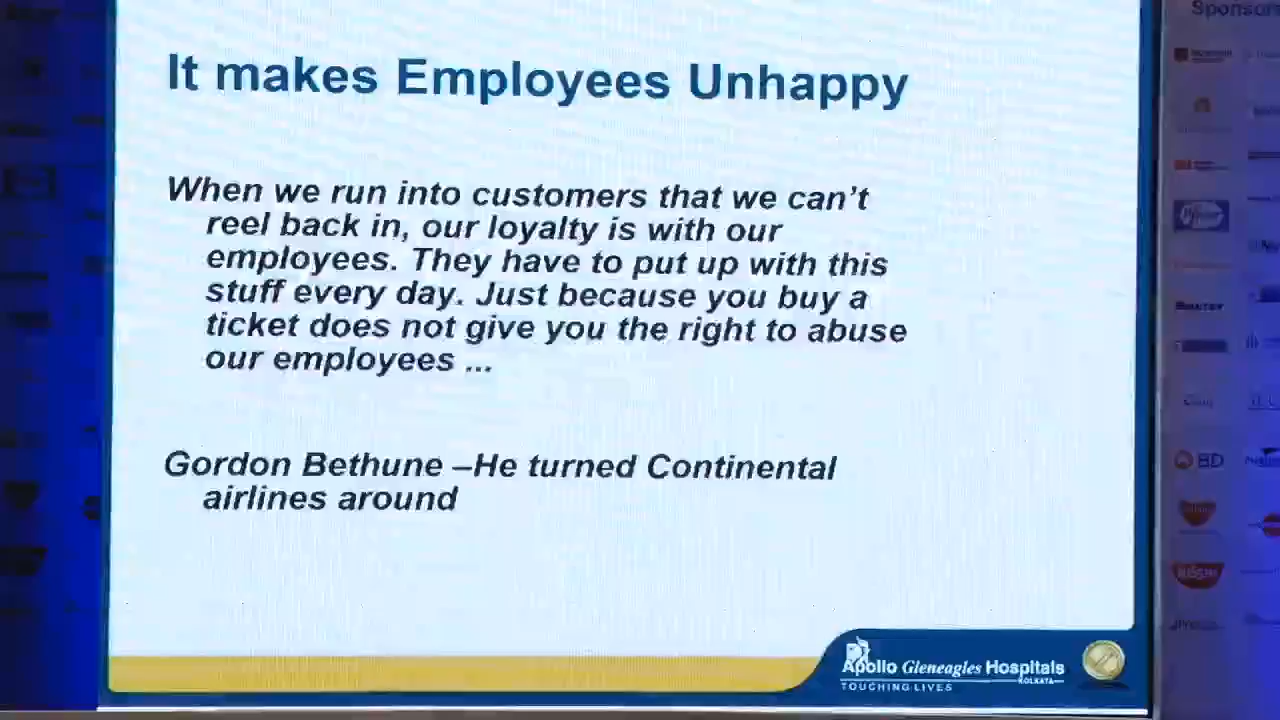 It makes Employees Unhappy
When we run into customers that we can't
reel back in, our loyalty is with our
employees. They have to put up with this
stuff every day. Just because you buy a
ticket does not give you the right to abuse
our employees ...
Gordon Bethune –He turned Continental
airlines around
Apollo Gleneagles Hospitals
KOLKATA
TOUCHING LIVES
Sponsors
Pfizer
BD